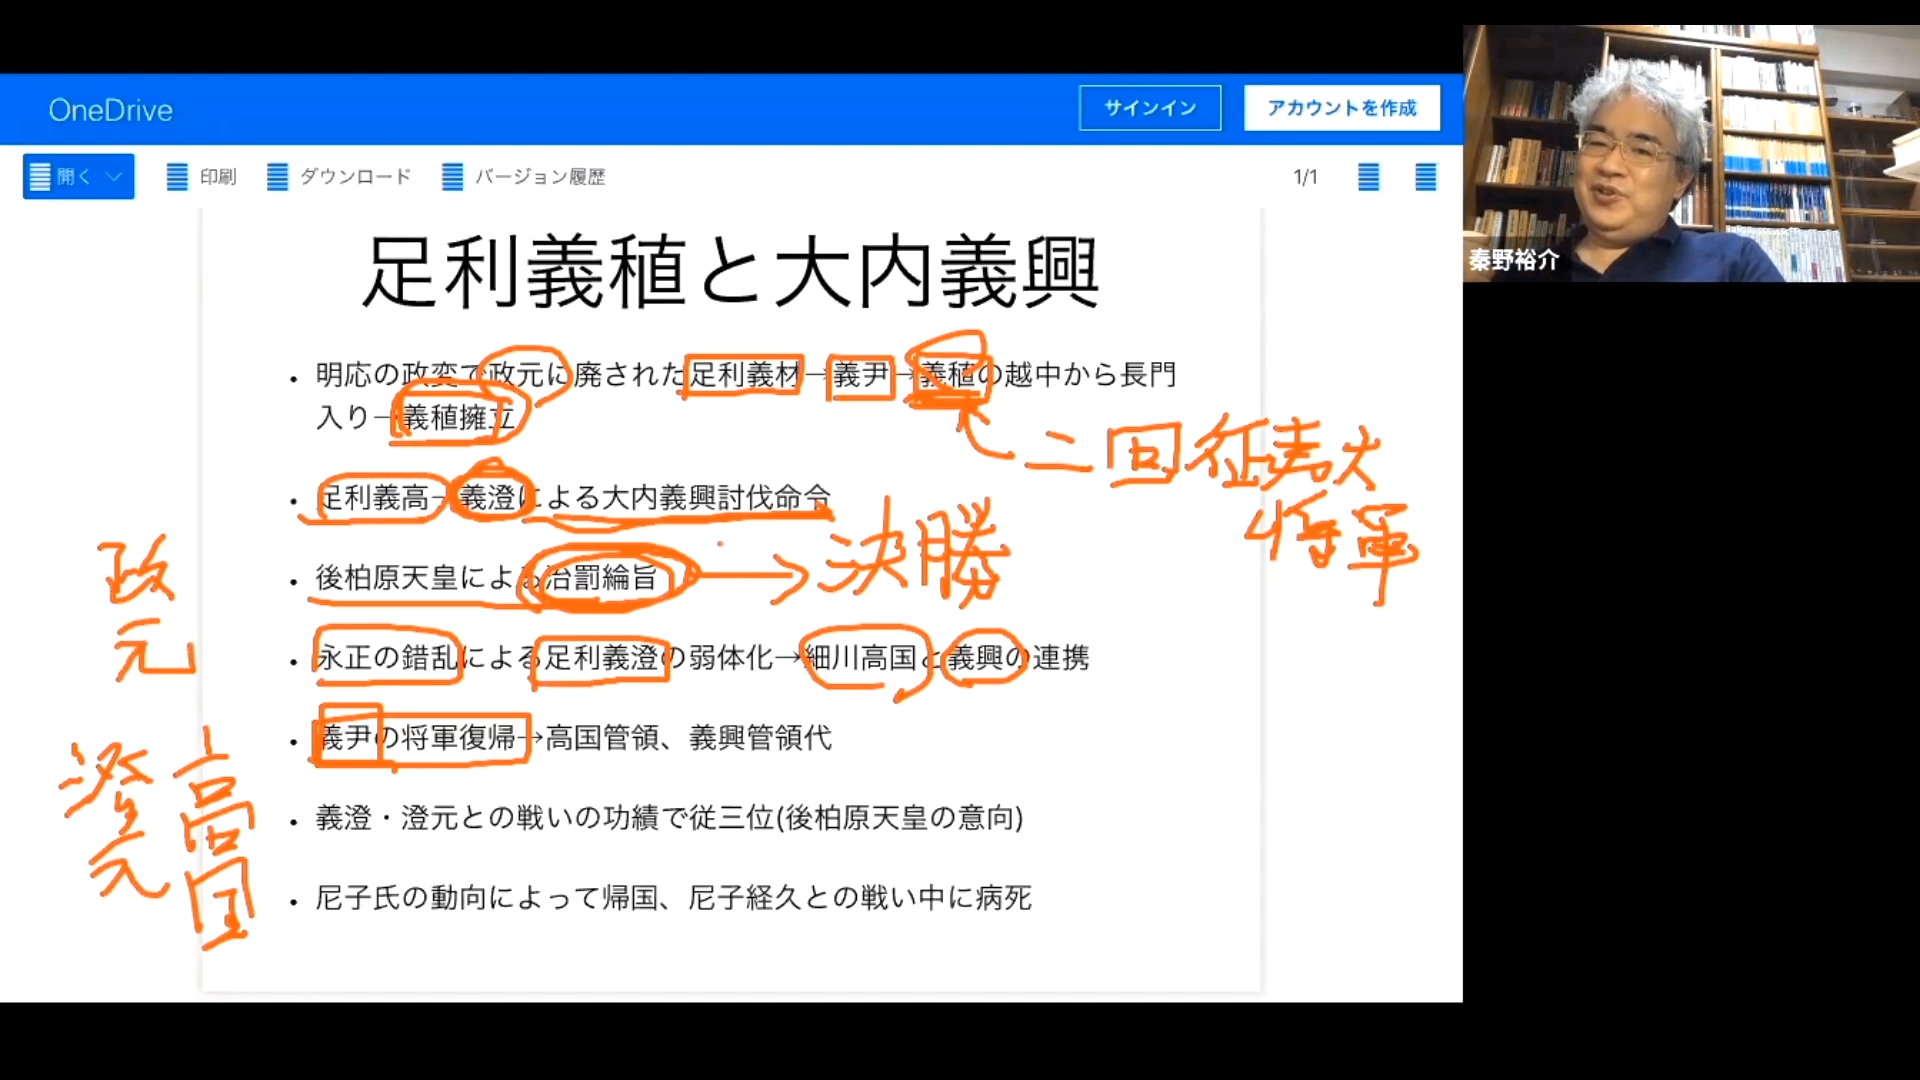 OneDrive
サインイン
アカウントを作成
開く
印刷
ダウンロード
バージョン履歴
1/1
秦野裕介
足利義稙と大内義興
・明応の政変で政元に廃された足利義材→義尹→義稙の越中から長門
入り→義稙擁立
二回征夷大
将軍
・足利義高→義澄による大内義興討伐命令
・後柏原天皇による治罰綸旨
→決勝
政
元
・永正の錯乱による足利義澄の弱体化→細川高国と義興の連携
・義尹の将軍復帰→高国管領、義興管領代
澄
元
高
国
・義澄・澄元との戦いの功績で従三位(後柏原天皇の意向)
・尼子氏の動向によって帰国、尼子経久との戦い中に病死